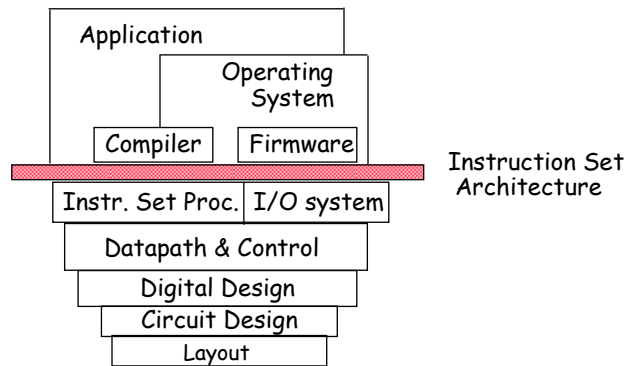 Application
Operating
System
Compiler
Firmware
Instruction Set
Architecture
Instr. Set Proc.
I/O system
Datapath & Control
Digital Design
Circuit Design
Layout